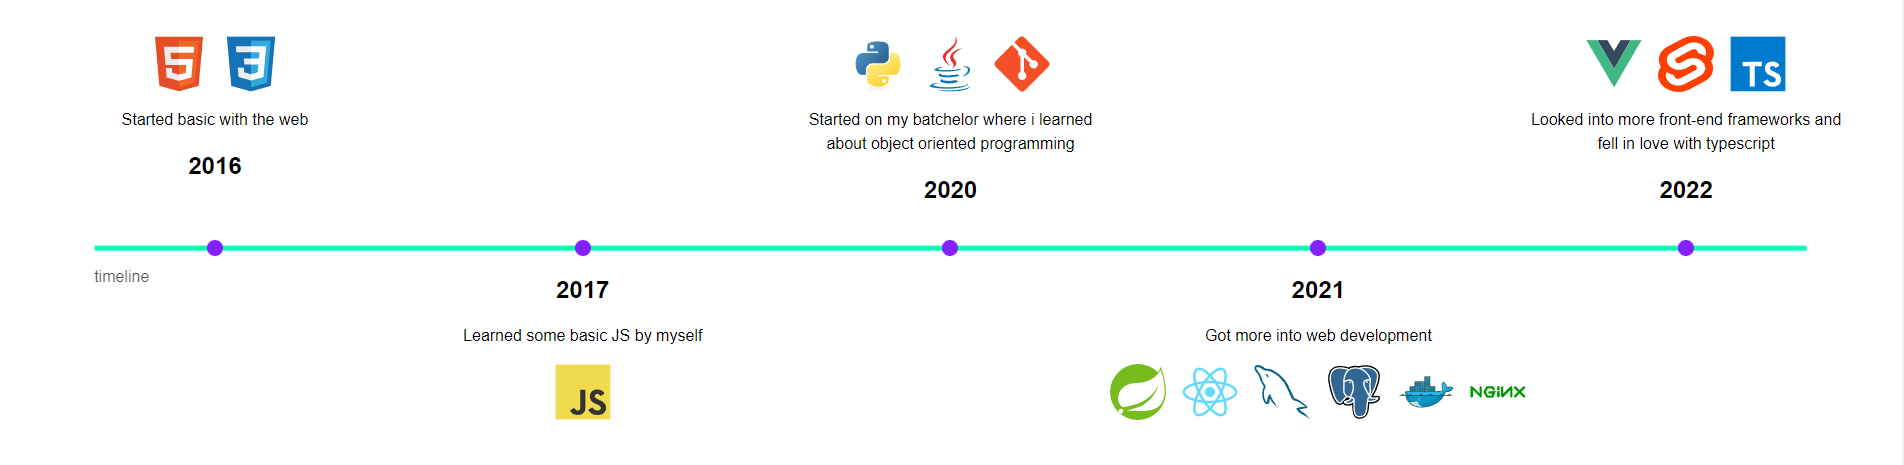 5
3
Started basic with the web
2016
Started on my batchelor where i learned
about object oriented programming
2020
TS
Looked into more front-end frameworks and
fell in love with typescript
2022
timeline
2017
Learned some basic JS by myself
JS
2021
Got more into web development
NGINX